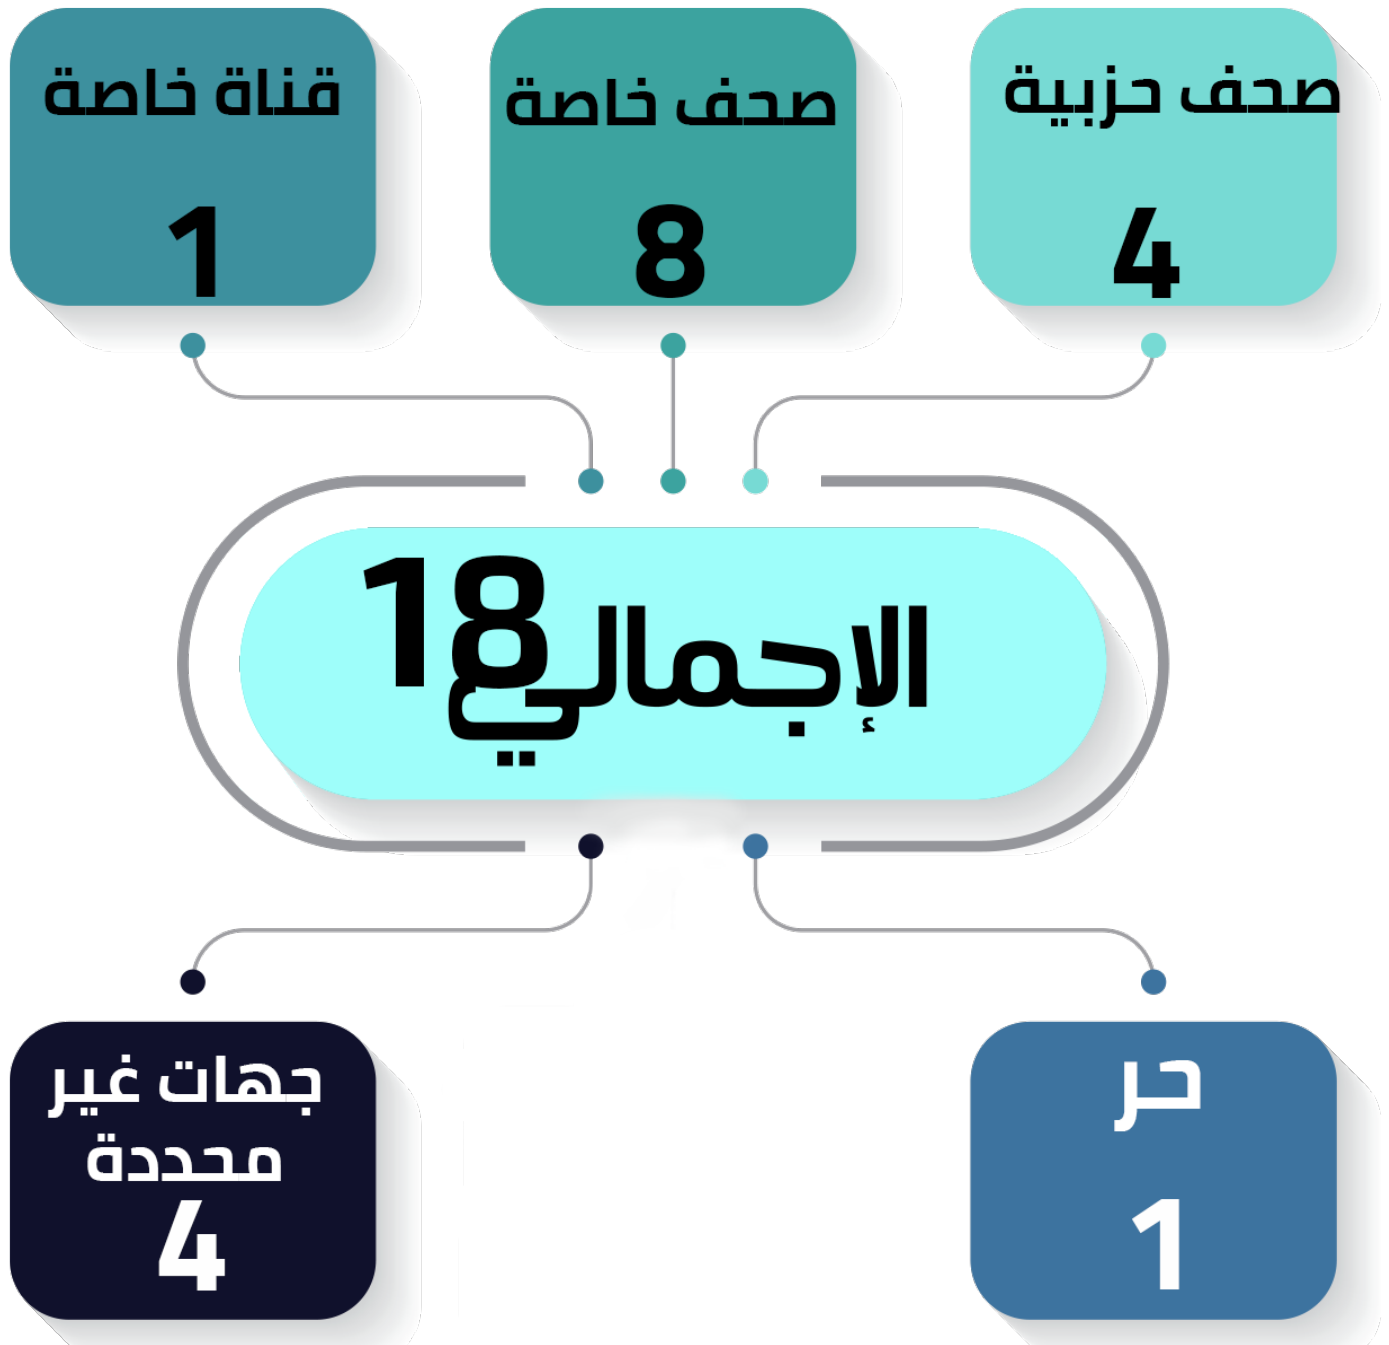 صحف حزبية
4
صحف خاصة
8
قناة خاصة
1
الإجمالي 18
حر
1
جهات غير
محددة
4